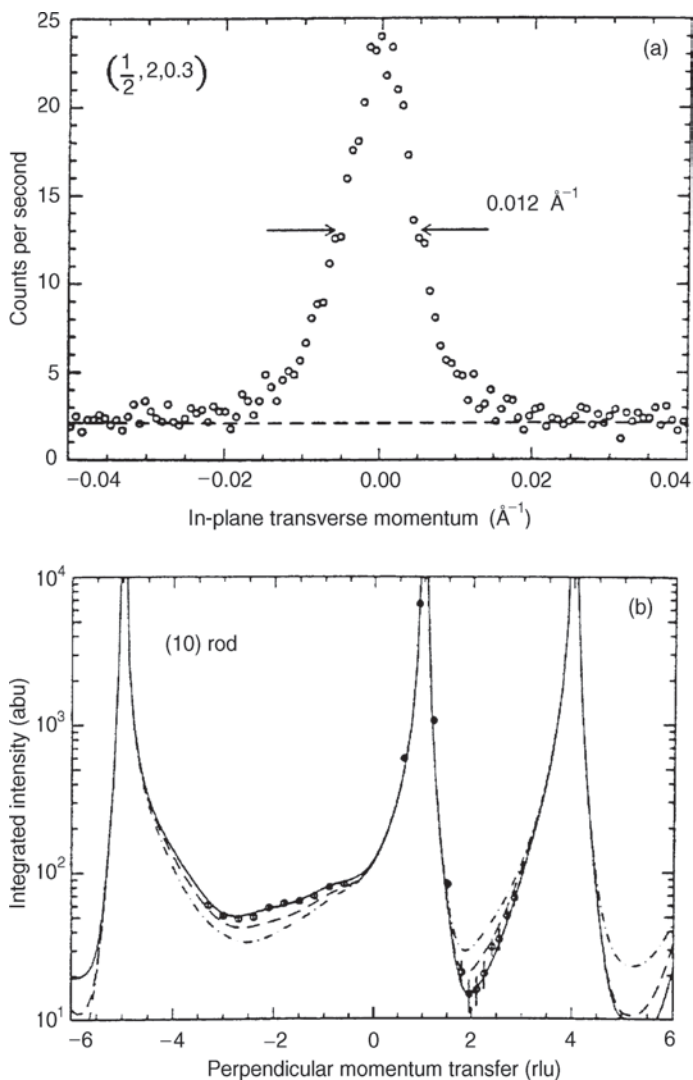 (a)
(1/2, 2,0.3)
25
20
15
10
5
0
Counts per second
0.012 Å⁻¹
−0.04
−0.02
0.00
0.02
0.04
In-plane transverse momentum (Å⁻¹)
(b)
(10) rod
10⁴
10³
10²
10¹
Integrated intensity (abu)
−6
−4
−2
0
2
4
6
Perpendicular momentum transfer (rlu)